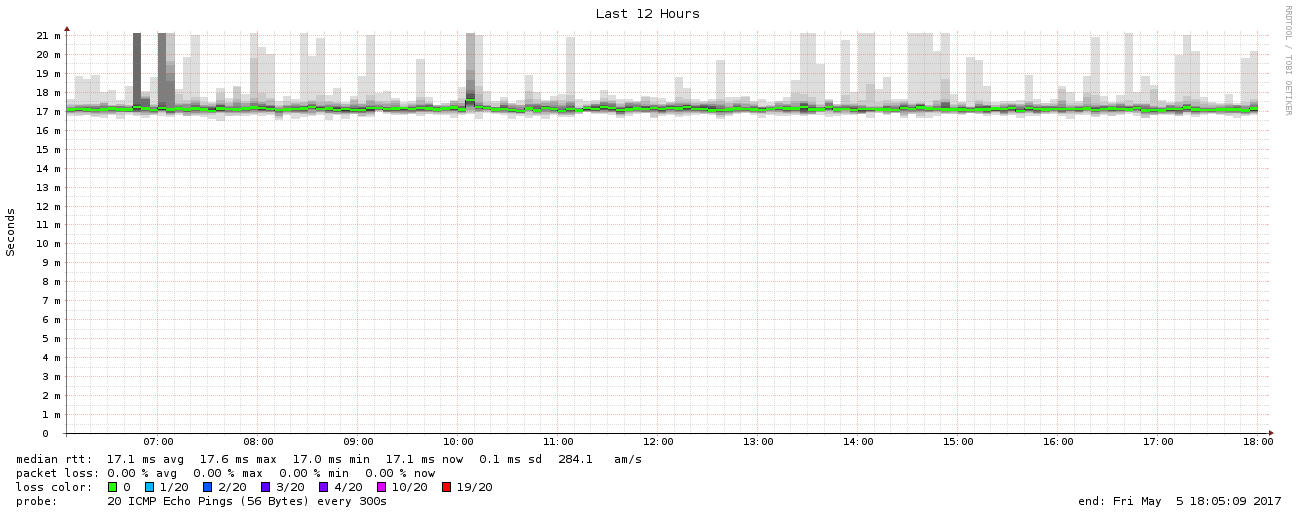 Last 12 Hours
RRDTOOL / TOBI OETIKER
Seconds
21 m
20 m
19 m
18 m
17 m
16 m
15 m
14 m
13 m
12 m
11 m
10 m
9 m
8 m
7 m
6 m
5 m
4 m
3 m
2 m
1 m
0
07:00 08:00 09:00 10:00 11:00 12:00 13:00 14:00 15:00 16:00 17:00 18:00
median rtt: 17.1 ms avg 17.6 ms max 17.0 ms min 17.1 ms now 0.1 ms sd 284.1 am/s
packet loss: 0.00 % avg 0.00 % max 0.00 % min 0.00 % now
loss color: 0 1/20 2/20 3/20 4/20 10/20 19/20
probe: 20 ICMP Echo Pings (56 Bytes) every 300s end: Fri May 5 18:05:09 2017